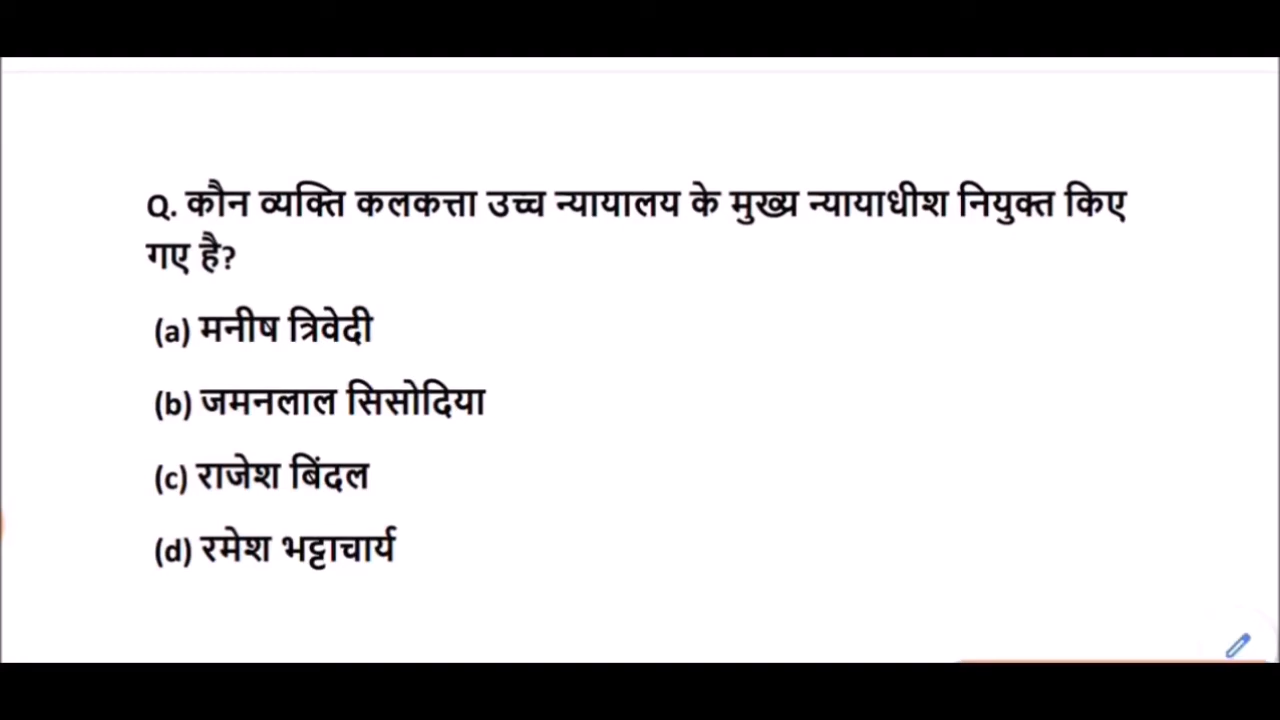 Q. कौन व्यक्ति कलकत्ता उच्च न्यायालय के मुख्य न्यायाधीश नियुक्त किए
गए है?
(a) मनीष त्रिवेदी
(b) जमनलाल सिसोदिया
(c) राजेश बिंदल
(d) रमेश भट्टाचार्य